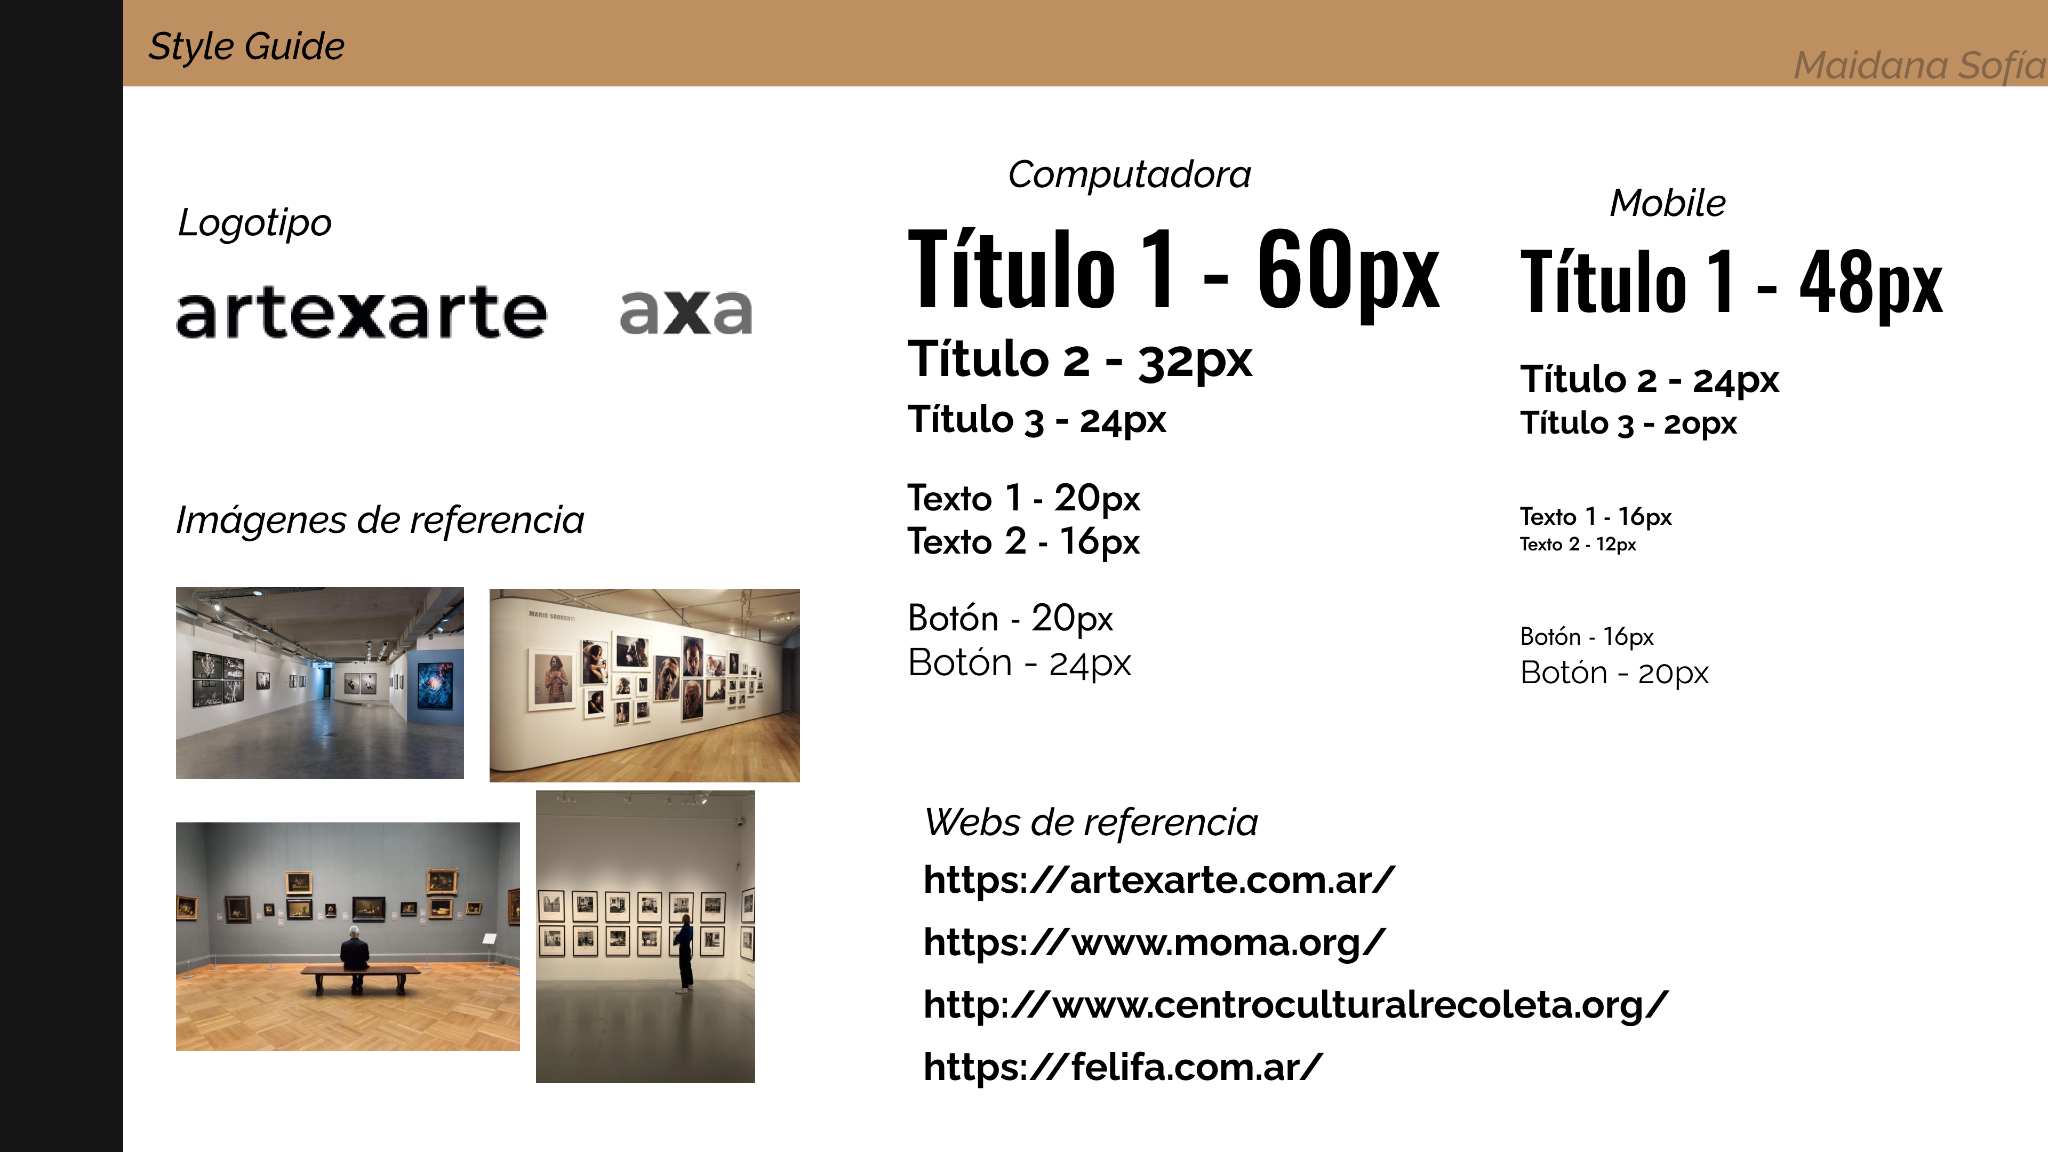 Style Guide
Maidana Sofía
Logotipo
artexarte
axa
Imágenes de referencia
Computadora
Título 1 - 60px
Título 2 - 32px
Título 3 - 24px
Texto 1 - 20px
Texto 2 - 16px
Botón - 20px
Botón - 24px
Mobile
Título 1 - 48px
Título 2 - 24px
Título 3 - 20px
Texto 1 - 16px
Texto 2 - 12px
Botón - 16px
Botón - 20px
Webs de referencia
https://artexarte.com.ar/
https://www.moma.org/
http://www.centroculturalrecoleta.org/
https://felifa.com.ar/